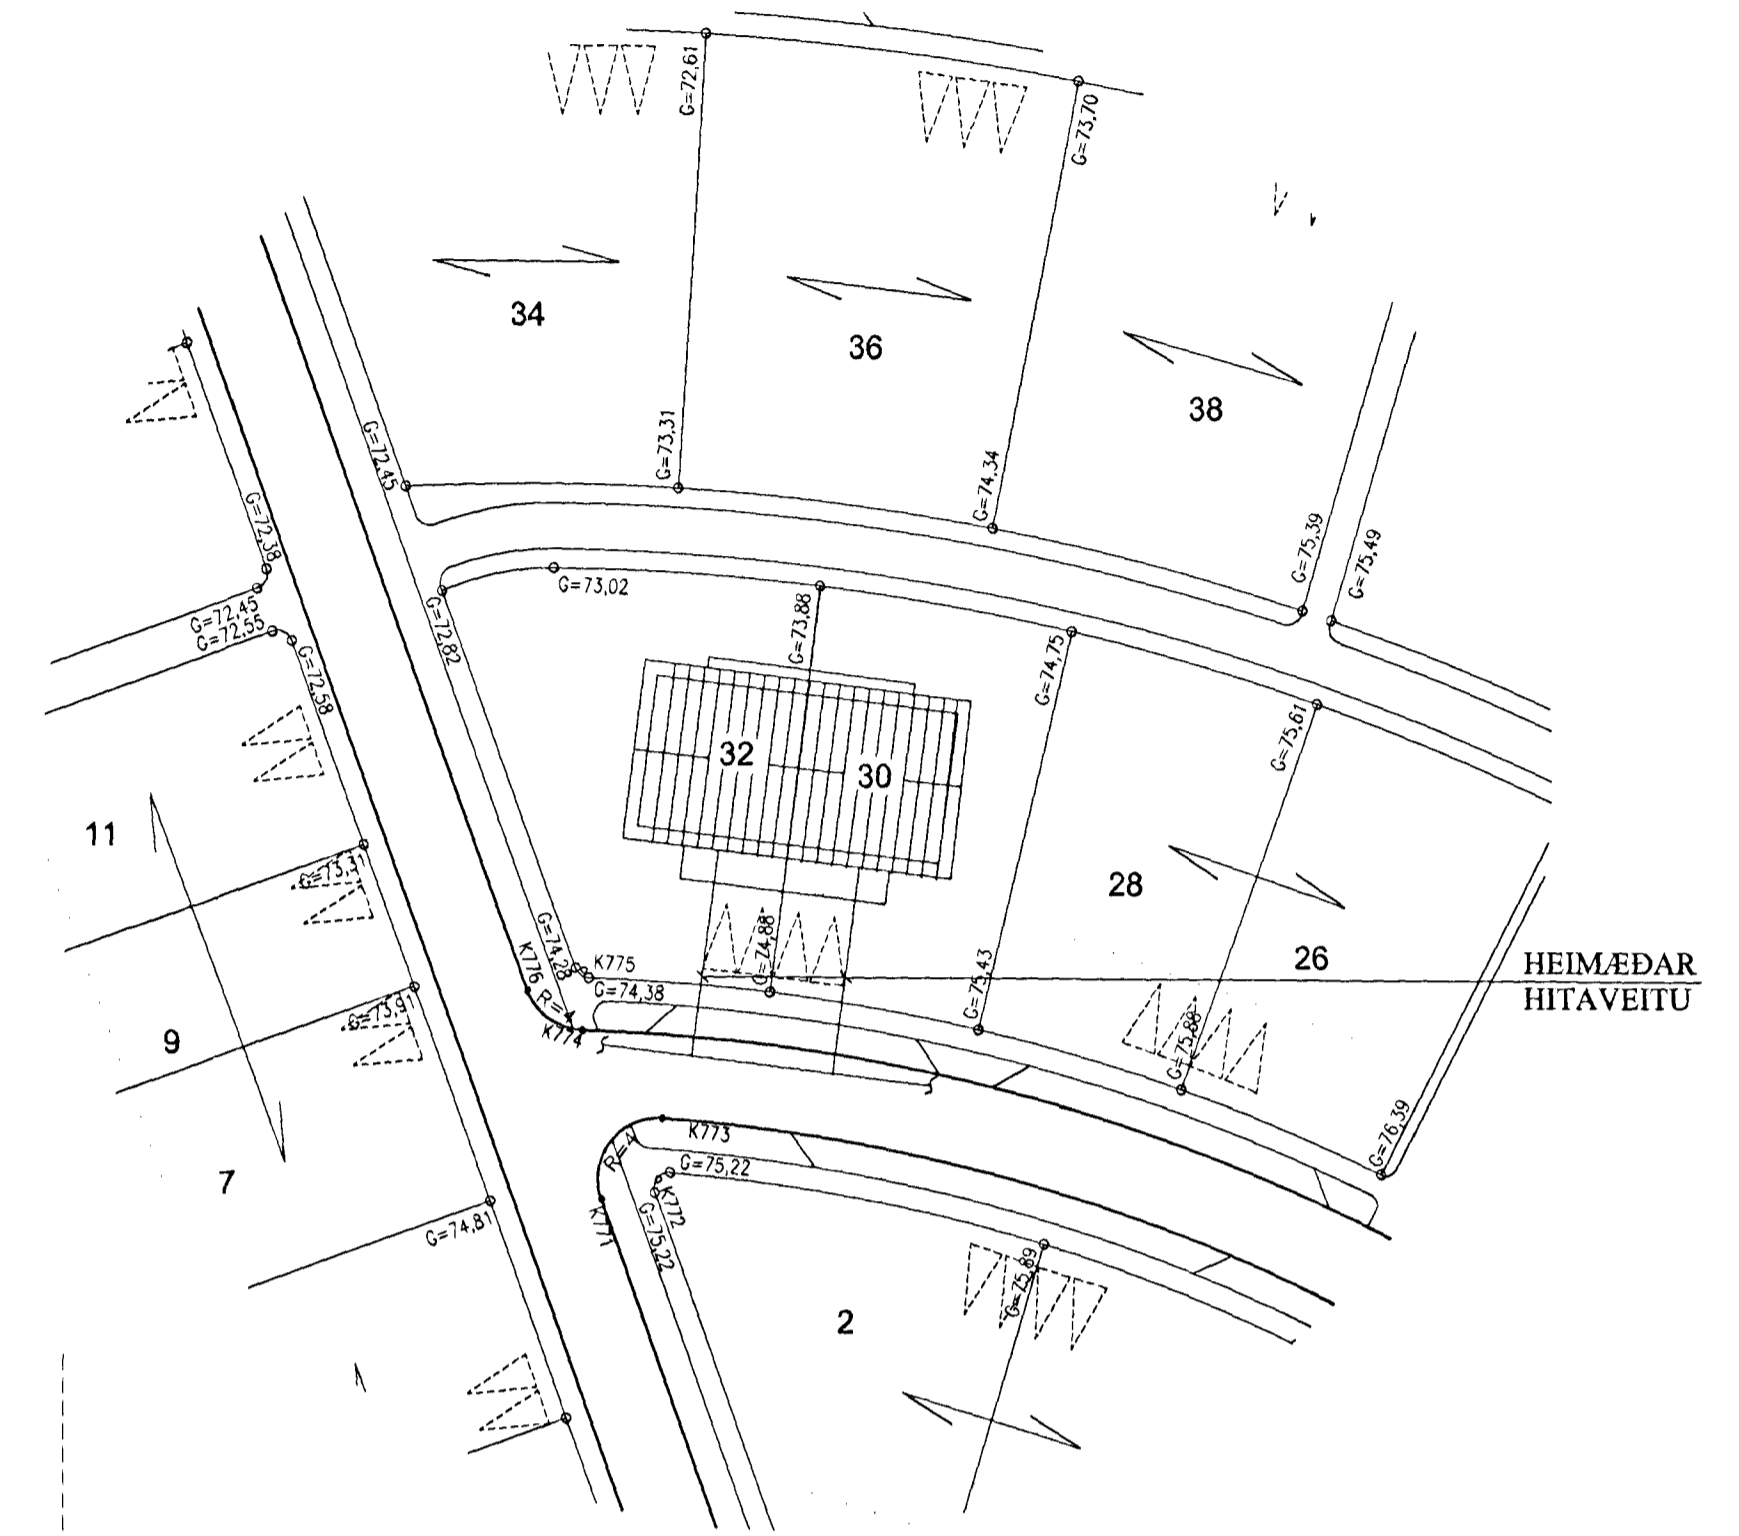 G=72,61
G=73,70
34
36
38
G=72,45
G=73,31
G=74,34
G=75,39
G=75,49
G=72,38
G=72,45
G=72,55
G=72,58
G=73,02
G=72,82
G=73,88
G=74,75
G=75,61
32
30
11
G=73,31
28
26
HEIMÆÐAR
HITAVEITU
G=74,28
K776
K775
G=74,38
G=74,88
G=75,43
R=4
K774
9
G=73,91
G=75,88
G=76,39
K773
R=4
G=75,22
K772
K771
G=75,22
7
G=74,81
G=75,89
2